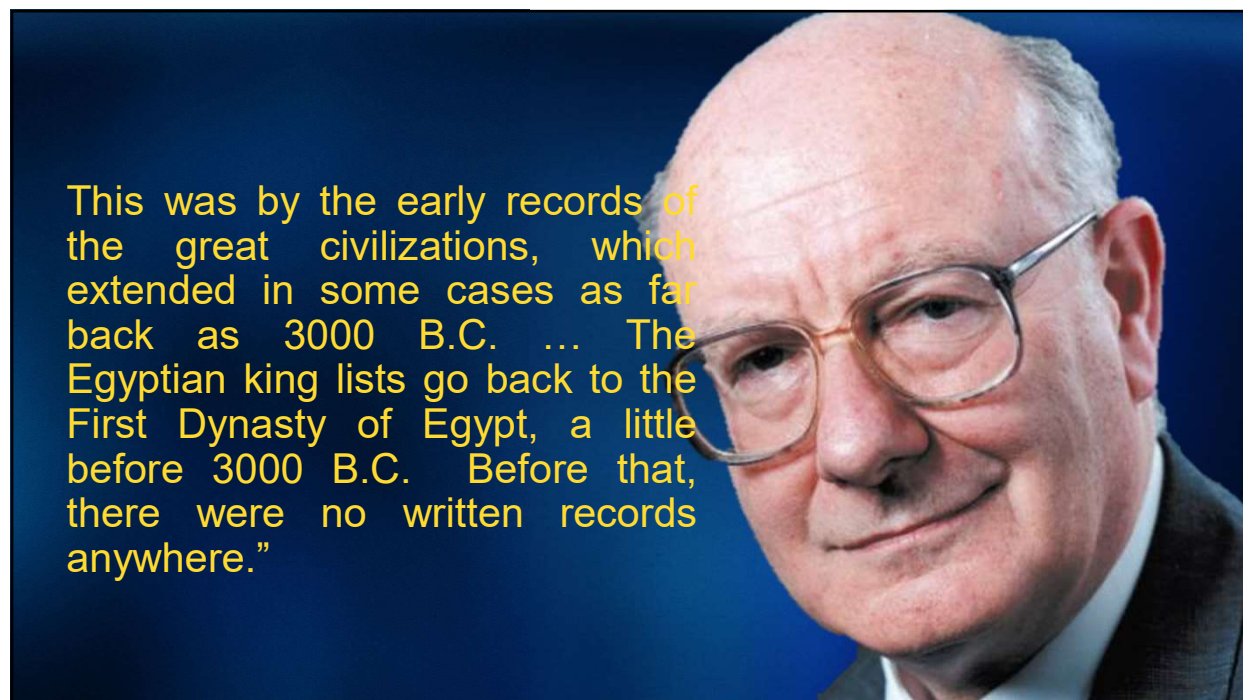 This was by the early records of
the great civilizations, which
extended in some cases as far
back as 3000 B.C. … The
Egyptian king lists go back to the
First Dynasty of Egypt, a little
before 3000 B.C. Before that,
there were no written records
anywhere.”